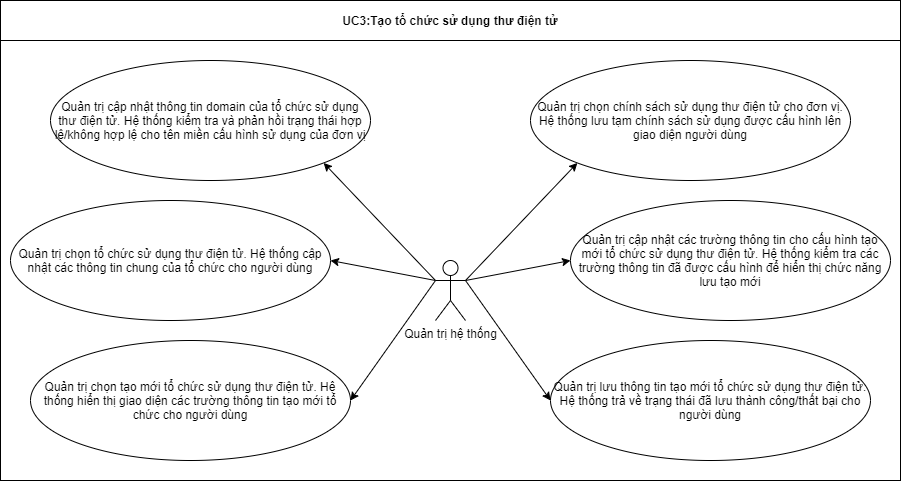 UC3:Tạo tổ chức sử dụng thư điện tử
Quản trị cập nhật thông tin domain của tổ chức sử dụng
thư điện tử. Hệ thống kiểm tra và phản hồi trạng thái hợp
lệ/không hợp lệ cho tên miền cấu hình sử dụng của đơn vị
Quản trị chọn chính sách sử dụng thư điện tử cho đơn vị.
Hệ thống lưu tạm chính sách sử dụng được cấu hình lên
giao diện người dùng
Quản trị chọn tổ chức sử dụng thư điện tử. Hệ thống cập
nhật các thông tin chung của tổ chức cho người dùng
Quản trị cập nhật các trường thông tin cho cấu hình tạo
mới tổ chức sử dụng thư điện tử. Hệ thống kiểm tra các
trường thông tin đã được cấu hình để hiển thị chức năng
lưu tạo mới
Quản trị hệ thống
Quản trị chọn tạo mới tổ chức sử dụng thư điện tử. Hệ
thống hiển thị giao diện các trường thông tin tạo mới tổ
chức cho người dùng
Quản trị lưu thông tin tạo mới tổ chức sử dụng thư điện tử.
Hệ thống trả về trạng thái đã lưu thành công/thất bại cho
người dùng